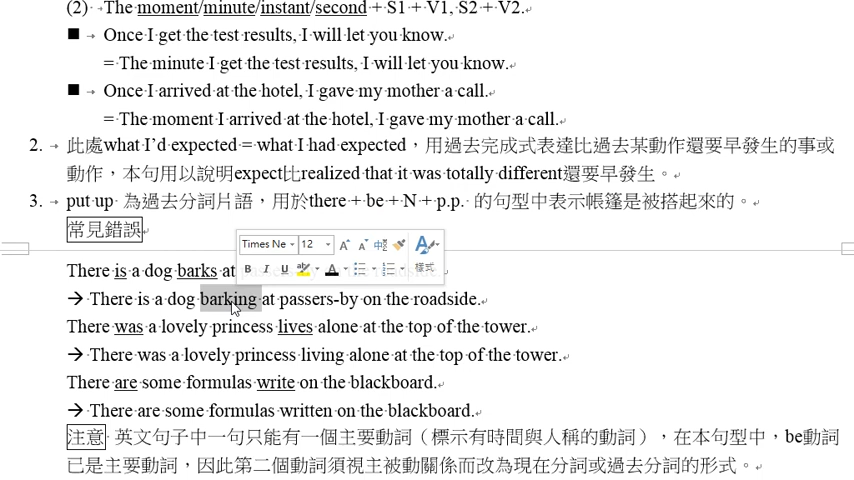 (2) The moment/minute/instant/second + S1 + V1, S2 + V2.
■ Once I get the test results, I will let you know.
= The minute I get the test results, I will let you know.
■ Once I arrived at the hotel, I gave my mother a call.
= The moment I arrived at the hotel, I gave my mother a call.
2. 此處what I'd expected = what I had expected，用過去完成式表達比過去某動作還要早發生的事或
動作，本句用以說明expect比realized that it was totally different還要早發生。
3. put up 為過去分詞片語，用於there + be + N + p.p. 的句型中表示帳篷是被搭起來的。
常見錯誤
Times Ne 12
B I U ab A 樣式
There is a dog barks at
→ There is a dog barking at passers-by on the roadside.
There was a lovely princess lives alone at the top of the tower.
→ There was a lovely princess living alone at the top of the tower.
There are some formulas write on the blackboard.
→ There are some formulas written on the blackboard.
注意 英文句子中一句只能有一個主要動詞（標示有時間與人稱的動詞），在本句型中，be動詞
已是主要動詞，因此第二個動詞須視主被動關係而改為現在分詞或過去分詞的形式。